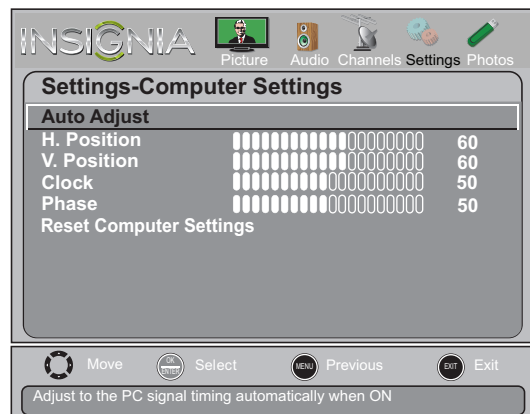 INSIGNIA
Picture Audio Channels Settings Photos
Settings-Computer Settings
Auto Adjust
H. Position 60
V. Position 60
Clock 50
Phase 50
Reset Computer Settings
Move OK ENTER Select MENU Previous EXIT Exit
Adjust to the PC signal timing automatically when ON